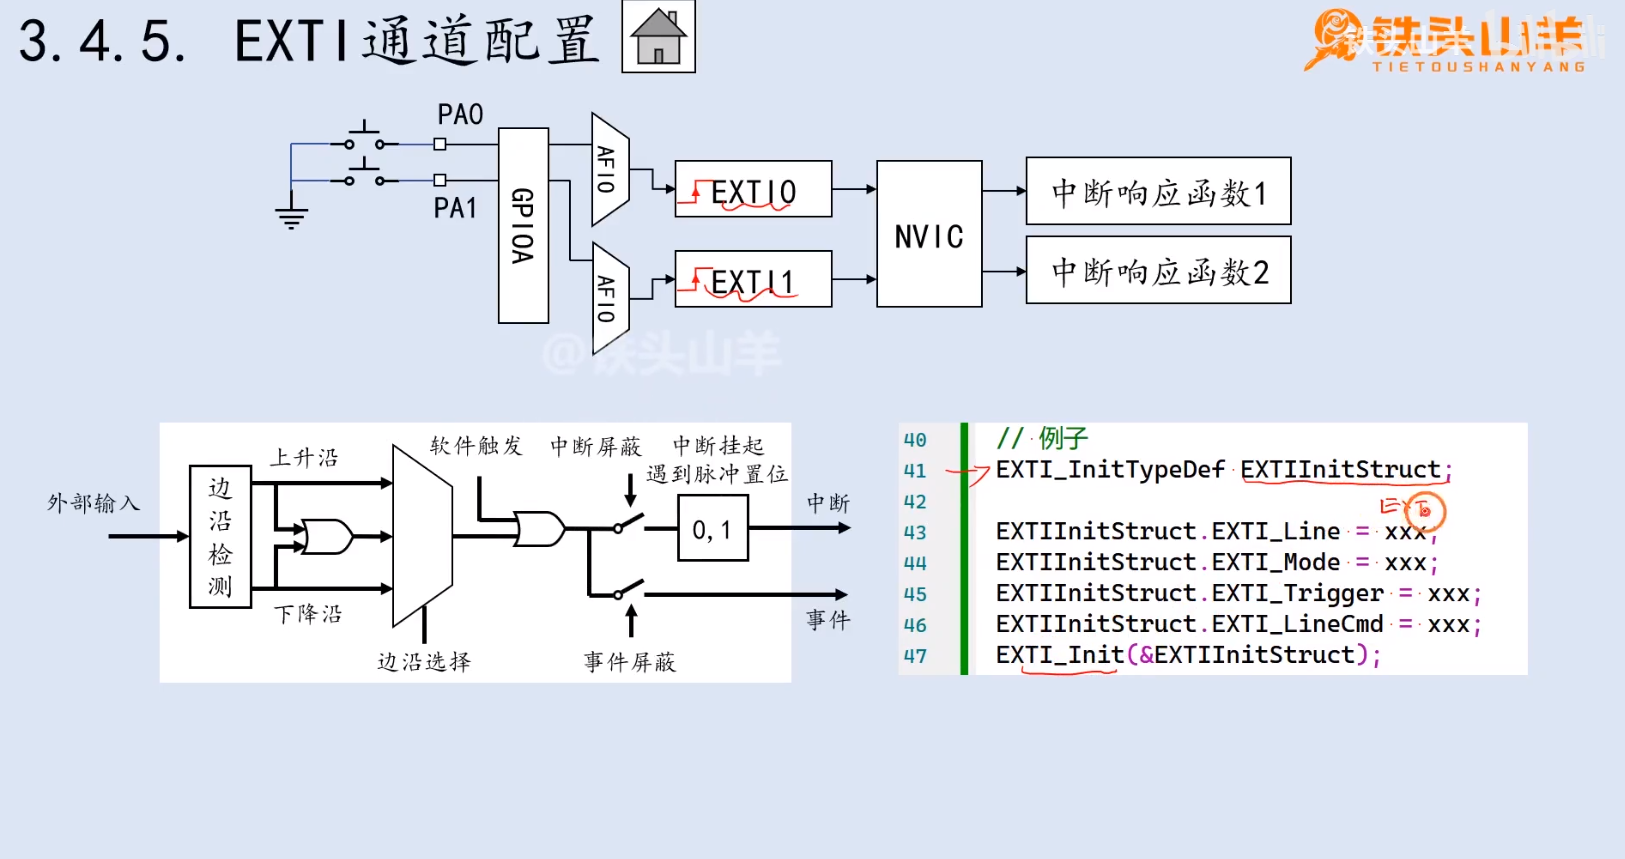 3.4.5. EXTI通道配置
铁头山羊
TIETOUSHANYANG
PA0
PA1
GPIOA
AFIO
AFIO
EXTI0
EXTI1
NVIC
中断响应函数1
中断响应函数2
@铁头山羊
外部输入
边沿检测
上升沿
下降沿
边沿选择
软件触发
中断屏蔽
中断挂起
遇到脉冲置位
0,1
中断
事件
事件屏蔽
40 // 例子
41 EXTI_InitTypeDef EXTIInitStruct;
42
43 EXTIInitStruct.EXTI_Line = xxx;
44 EXTIInitStruct.EXTI_Mode = xxx;
45 EXTIInitStruct.EXTI_Trigger = xxx;
46 EXTIInitStruct.EXTI_LineCmd = xxx;
47 EXTI_Init(&EXTIInitStruct);